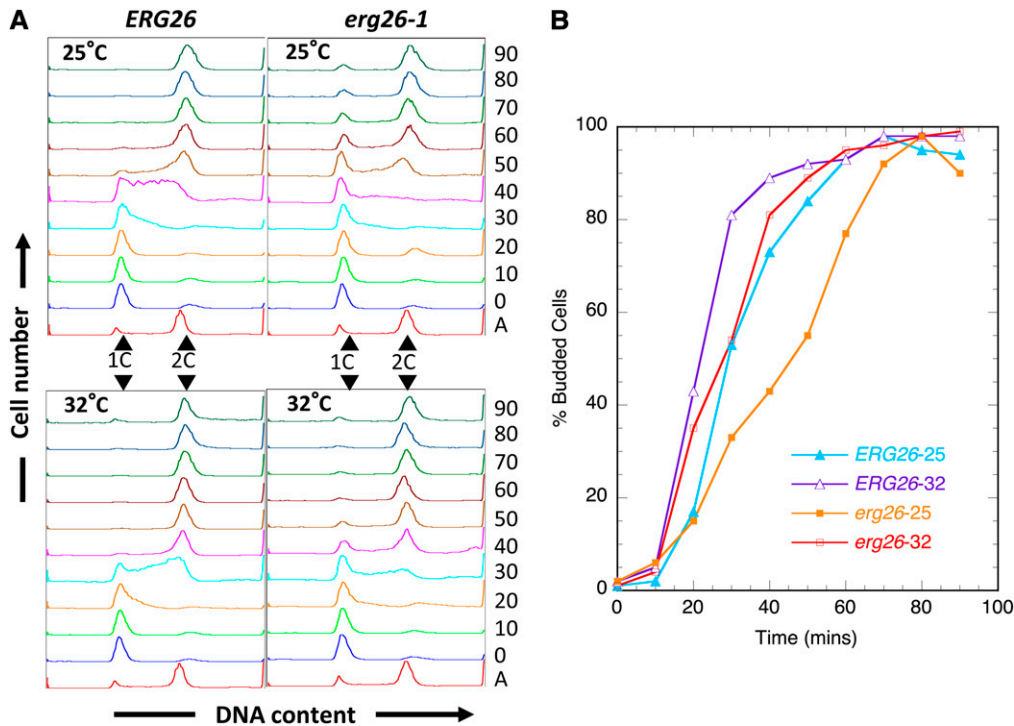 A
ERG26
erg26-1
25°C
25°C
90
80
70
60
50
40
30
20
10
0
A
1C
2C
1C
2C
32°C
32°C
90
80
70
60
50
40
30
20
10
0
A
Cell number
DNA content
B
100
80
60
40
20
0
% Budded Cells
ERG26-25
ERG26-32
erg26-25
erg26-32
0
20
40
60
80
100
Time (mins)